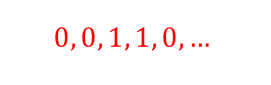 0, 0, 1, 1, 0, …